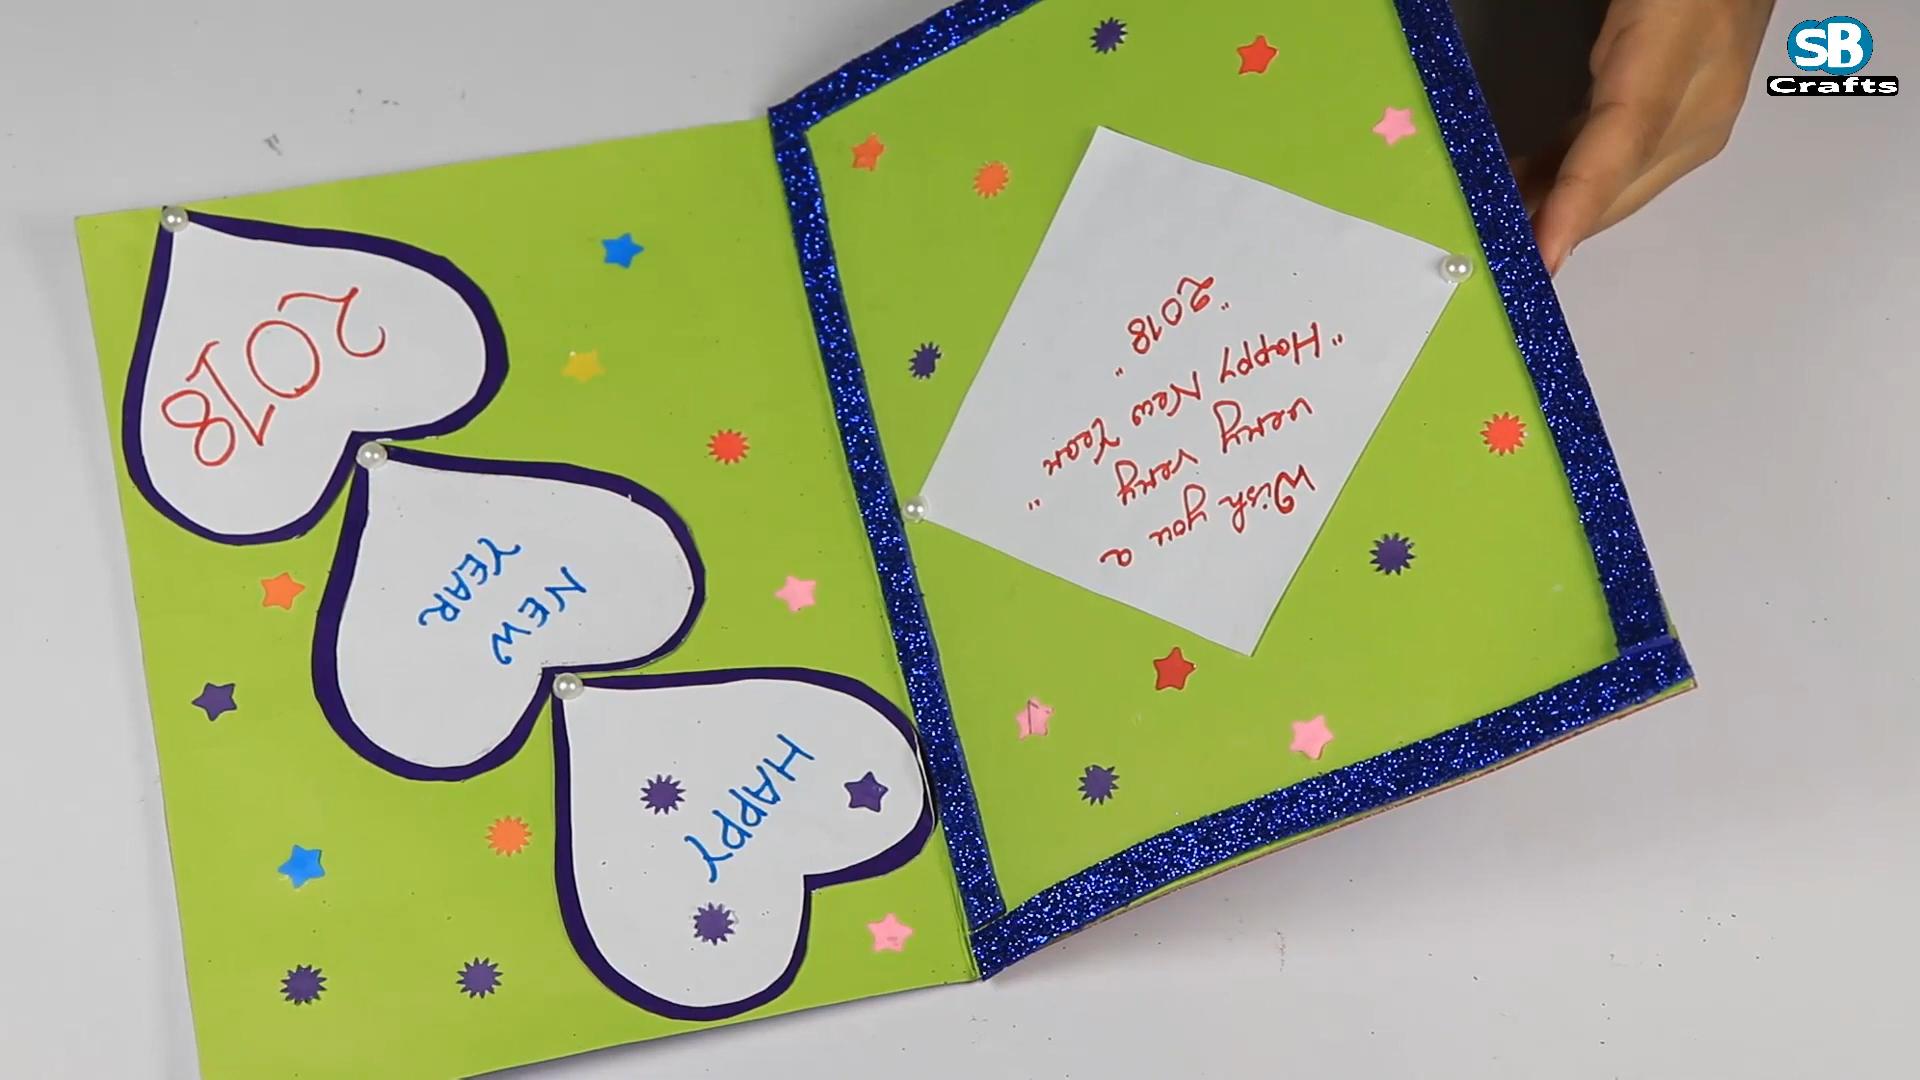 SB
Crafts
HAPPY
NEW
YEAR
2018
Wish you a
very very
"Happy New Year"
"2018"